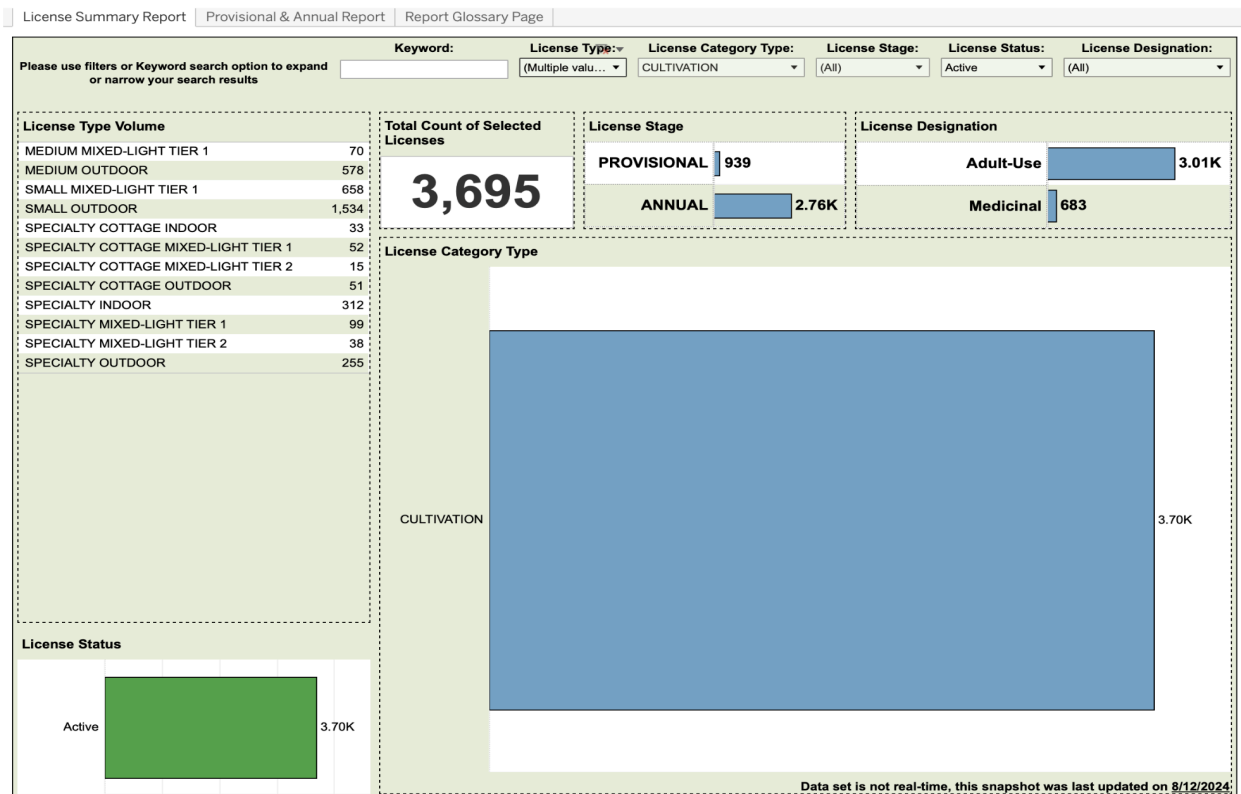 License Summary Report
Provisional & Annual Report
Report Glossary Page
Please use filters or Keyword search option to expand
or narrow your search results
Keyword:
License Type:
(Multiple valu...
License Category Type:
CULTIVATION
License Stage:
(All)
License Status:
Active
License Designation:
(All)
License Type Volume
MEDIUM MIXED-LIGHT TIER 1 70
MEDIUM OUTDOOR 578
SMALL MIXED-LIGHT TIER 1 658
SMALL OUTDOOR 1,534
SPECIALTY COTTAGE INDOOR 33
SPECIALTY COTTAGE MIXED-LIGHT TIER 1 52
SPECIALTY COTTAGE MIXED-LIGHT TIER 2 15
SPECIALTY COTTAGE OUTDOOR 51
SPECIALTY INDOOR 312
SPECIALTY MIXED-LIGHT TIER 1 99
SPECIALTY MIXED-LIGHT TIER 2 38
SPECIALTY OUTDOOR 255
Total Count of Selected
Licenses
3,695
License Stage
PROVISIONAL 939
ANNUAL 2.76K
License Designation
Adult-Use 3.01K
Medicinal 683
License Category Type
CULTIVATION 3.70K
License Status
Active 3.70K
Data set is not real-time, this snapshot was last updated on 8/12/2024